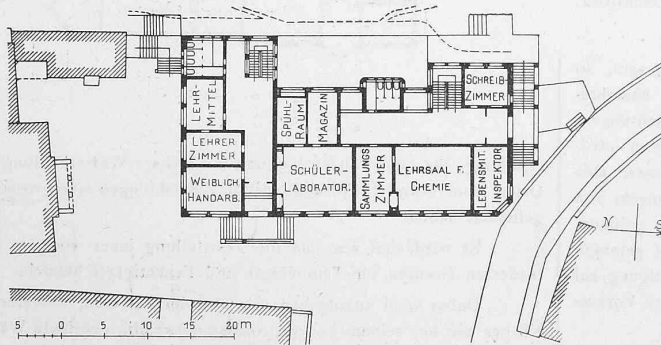 SCHREIB-
ZIMMER
LEHR-
MITTEL
SPÜHL-
RAUM
MAGAZIN
LEHRER
ZIMMER
WEIBLICH.
HANDARB.
SCHÜLER-
LABORATOR.
SAMMLUNGS
ZIMMER
LEHRSAAL F.
CHEMIE
LEBENSMIT.
INSPEKTOR
N
5 0 5 10 15 20 m